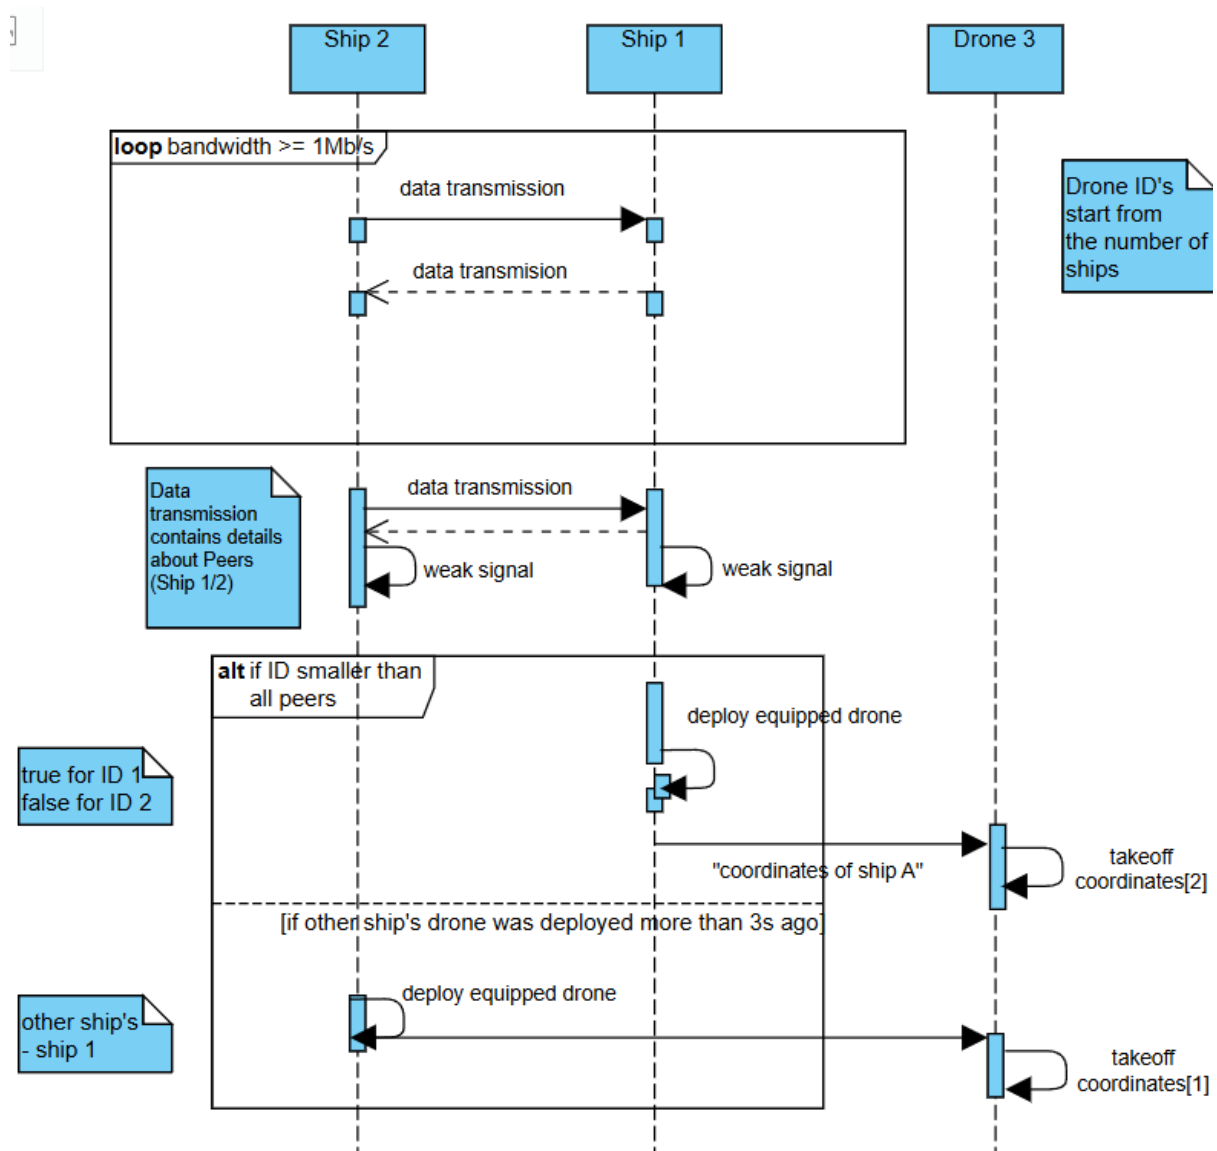 Ship 2
Ship 1
Drone 3
loop bandwidth >= 1Mb/s
data transmission
data transmision
Drone ID's
start from
the number of
ships
Data
transmission
contains details
about Peers
(Ship 1/2)
data transmission
weak signal
weak signal
alt if ID smaller than
all peers
deploy equipped drone
true for ID 1
false for ID 2
"coordinates of ship A"
takeoff
coordinates[2]
[if other ship's drone was deployed more than 3s ago]
deploy equipped drone
other ship's
- ship 1
takeoff
coordinates[1]